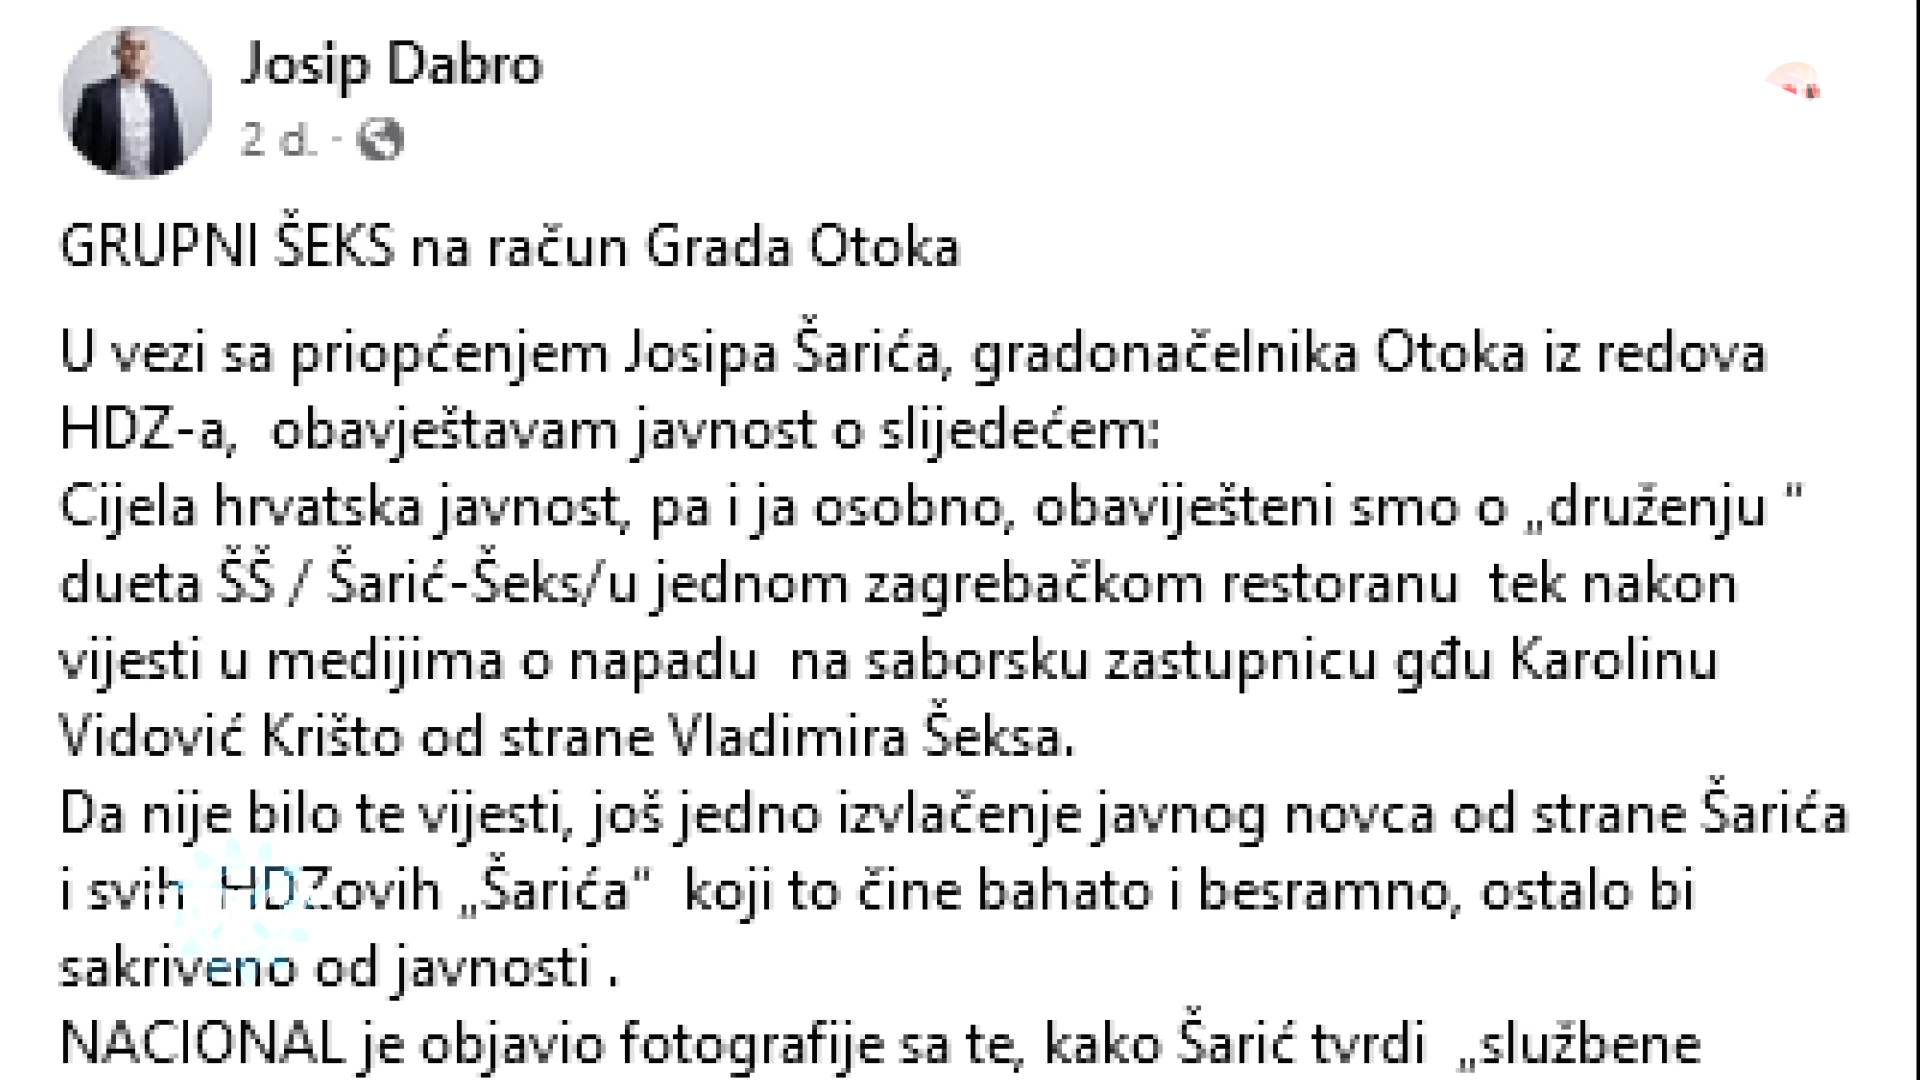 Josip Dabro
2 d. ·
GRUPNI ŠEKS na račun Grada Otoka
U vezi sa priopćenjem Josipa Šarića, gradonačelnika Otoka iz redova
HDZ-a,  obavještavam javnost o slijedećem:
Cijela hrvatska javnost, pa i ja osobno, obaviješteni smo o „druženju “
dueta ŠŠ / Šarić-Šeks/u jednom zagrebačkom restoranu  tek nakon
vijesti u medijima o napadu  na saborsku zastupnicu gđu Karolinu
Vidović Krišto od strane Vladimira Šeksa.
Da nije bilo te vijesti, još jedno izvlačenje javnog novca od strane Šarića
i svih  HDZovih „Šarića“  koji to čine bahato i besramno, ostalo bi
sakriveno od javnosti .
NACIONAL je objavio fotografije sa te, kako Šarić tvrdi  „službene